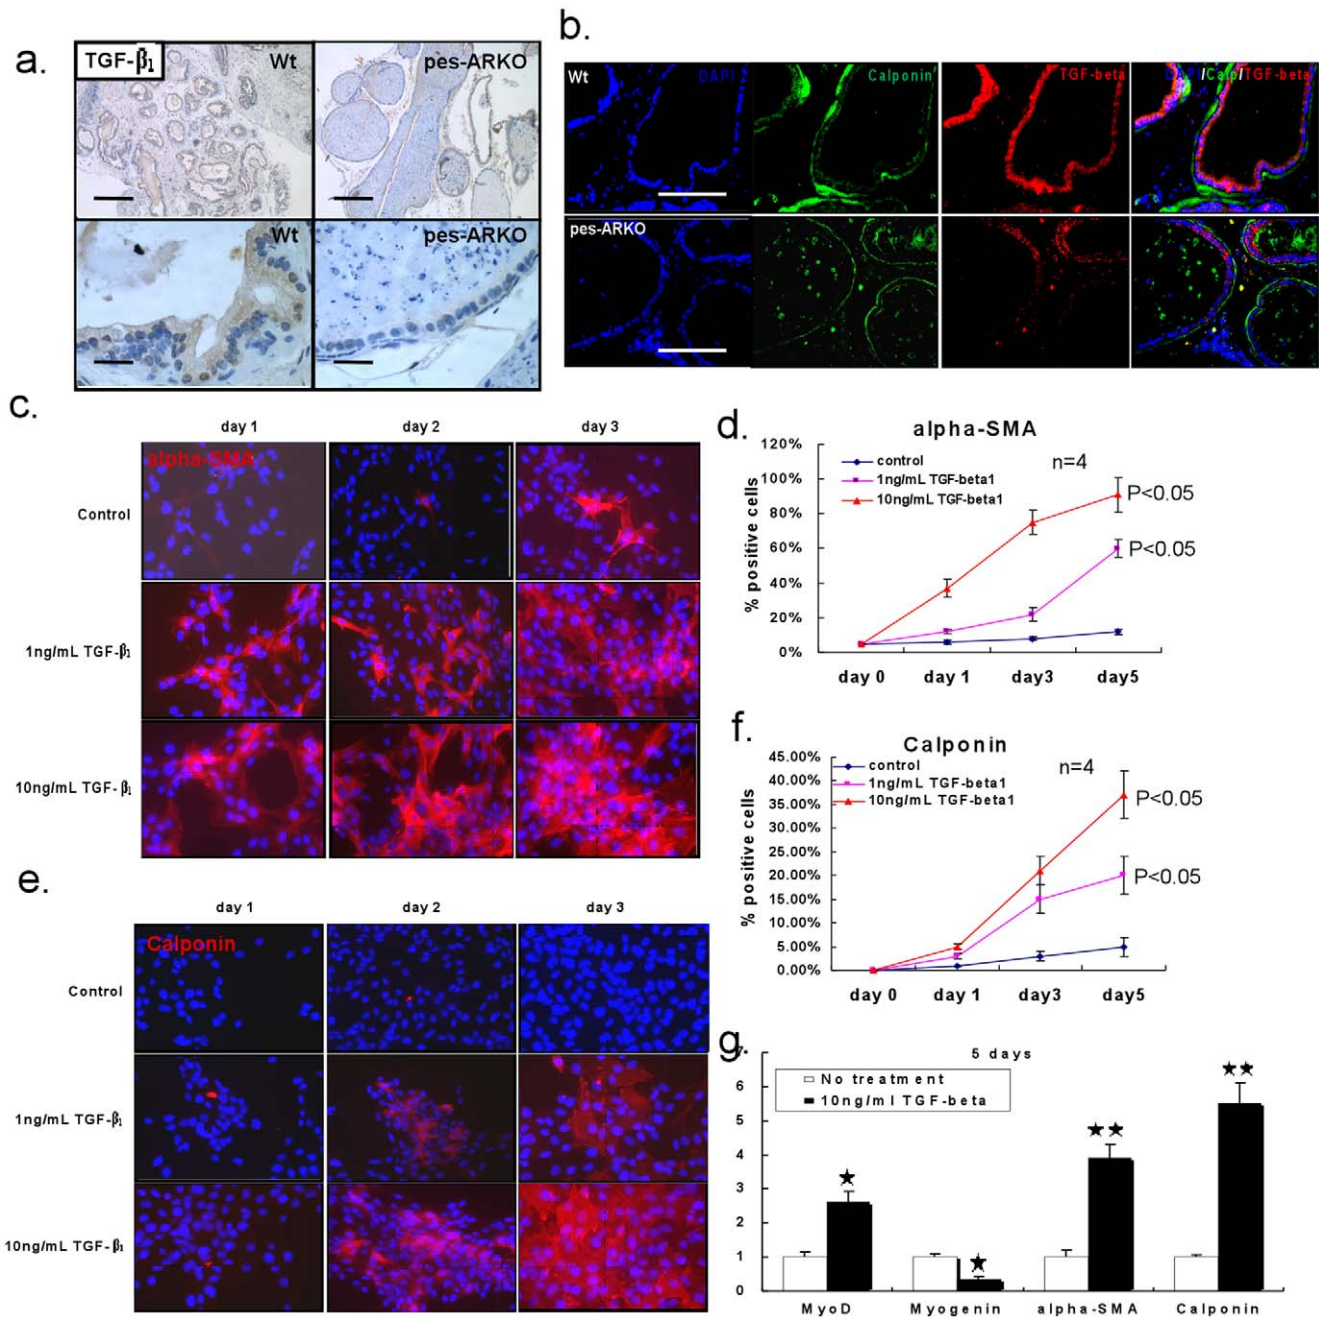 a.
TGF-β₁
Wt
pes-ARKO
Wt
pes-ARKO
b.
Wt
DAPI
Calponin
TGF-beta
DAPI/Calp/TGF-beta
pes-ARKO
c.
day 1
day 2
day 3
alpha-SMA
Control
1ng/mL TGF-β₁
10ng/mL TGF-β₁
d.
alpha-SMA
120%
100%
80%
60%
40%
20%
0%
% positive cells
control
1ng/mL TGF-beta1
10ng/mL TGF-beta1
n=4
P<0.05
P<0.05
day 0
day 1
day3
day5
e.
day 1
day 2
day 3
Calponin
Control
1ng/mL TGF-β₁
10ng/mL TGF-β₁
f.
Calponin
45.00%
40.00%
35.00%
30.00%
25.00%
20.00%
15.00%
10.00%
5.00%
0.00%
% positive cells
control
1ng/mL TGF-beta1
10ng/mL TGF-beta1
n=4
P<0.05
P<0.05
day 0
day 1
day3
day5
g.
5 days
7
6
5
4
3
2
1
0
No treatment
10ng/ml TGF-beta
★
★
★★
★★
MyoD
Myogenin
alpha-SMA
Calponin